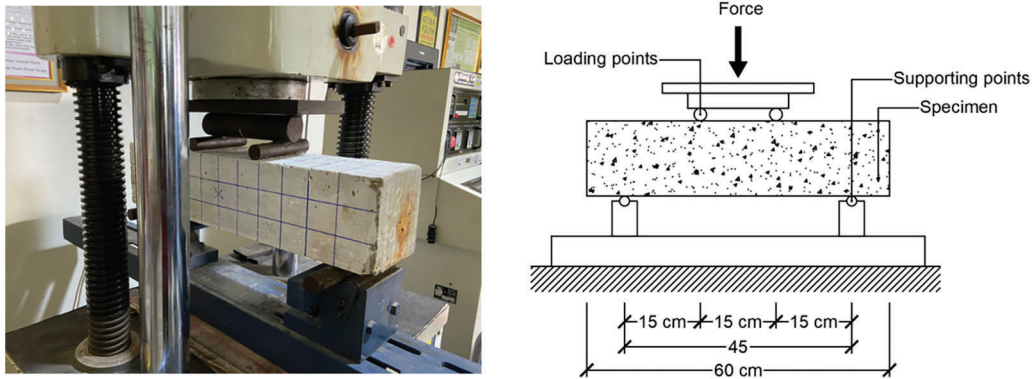 Force
Loading points
Supporting points
Specimen
15 cm
15 cm
15 cm
45
60 cm